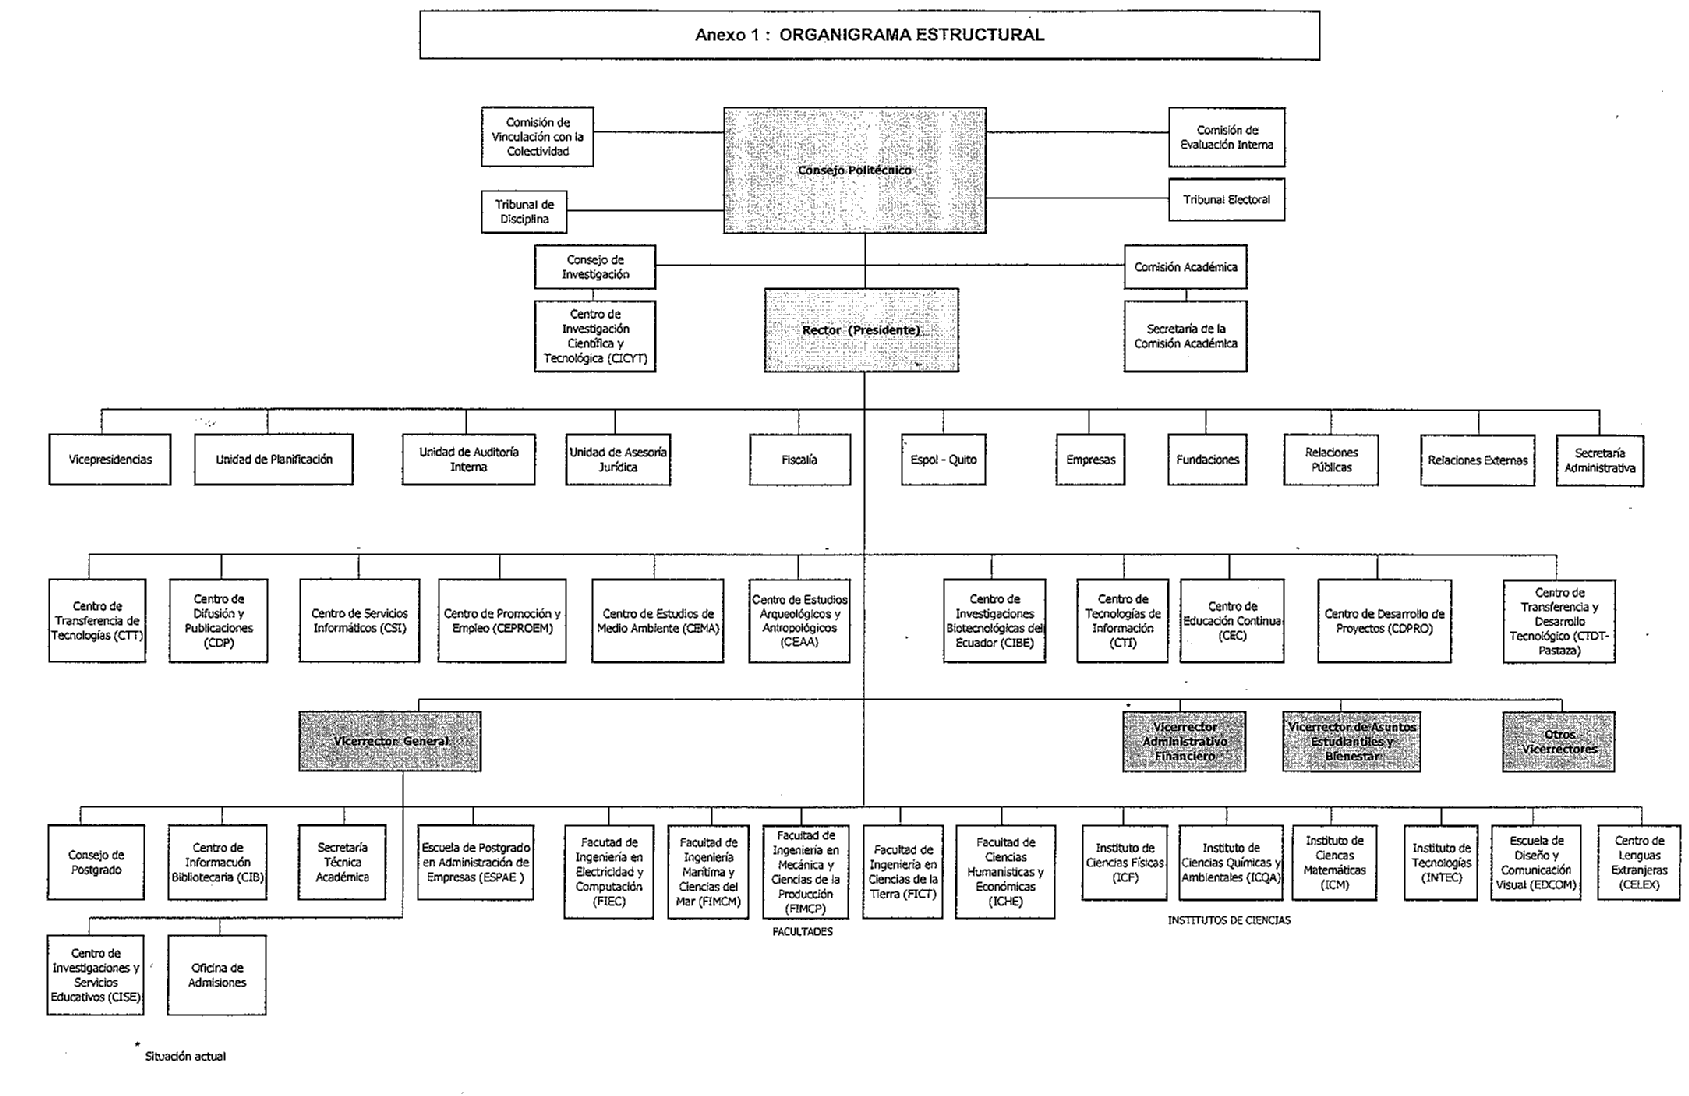 Anexo 1 : ORGANIGRAMA ESTRUCTURAL
Comisión de
Vinculación con la
Colectividad
Consejo Politécnico
Comisión de
Evaluación Interna
Tribunal de
Disciplina
Tribunal Electoral
Consejo de
Investigación
Comisión Académica
Centro de
Investigación
Científica y
Tecnológica (CICYT)
Rector (Presidente)
Secretaría de la
Comisión Académica
Vicepresidencias
Unidad de Planificación
Unidad de Auditoría
Interna
Unidad de Asesoría
Jurídica
Fiscalía
Espol - Quito
Empresas
Fundaciones
Relaciones
Públicas
Relaciones Externas
Secretaría
Administrativa
Centro de
Transferencia de
Tecnologías (CTT)
Centro de
Difusión y
Publicaciones
(CDP)
Centro de Servicios
Informáticos (CSI)
Centro de Promoción y
Empleo (CEPROEM)
Centro de Estudios de
Medio Ambiente (CEMA)
Centro de Estudios
Arqueológicos y
Antropológicos
(CEAA)
Centro de
Investigaciones
Biotecnológicas del
Ecuador (CIBE)
Centro de
Tecnologías de
Información
(CTI)
Centro de
Educación Continua
(CEC)
Centro de Desarrollo de
Proyectos (CDPRO)
Centro de
Transferencia y
Desarrollo
Tecnológico (CTDT-
Pastaza)
Vicerrector General
*
Vicerrector
Administrativo
Financiero
Vicerrector de Asuntos
Estudiantiles y
Bienestar
Otros
Vicerrectores
Consejo de
Postgrado
Centro de
Informacuón
Bibliotecaria (CIB)
Secretaría
Técnica
Académica
Escuela de Postgrado
en Administración de
Empresas (ESPAE )
Facutad de
Ingeniería en
Electricidad y
Computación
(FIEC)
Facultad de
Ingeniería
Marítima y
Ciencias del
Mar (FIMCM)
Facultad de
Ingeniería en
Mecánica y
Ciencias de la
Producción
(FIMCP)
Facultad de
Ingeniería en
Ciencias de la
Tierra (FICT)
Facultad de
Ciencias
Humanísticas y
Económicas
(ICHE)
Instituto de
Ciencias Físicas
(ICF)
Instituto de
Ciencias Químicas y
Ambientales (ICQA)
Instituto de
Ciencas
Matemáticas
(ICM)
Instituto de
Tecnologías
(INTEC)
Escuela de
Diseño y
Comunicación
Visual (EDCOM)
Centro de
Lenguas
Extranjeras
(CELEX)
FACULTADES
INSTITUTOS DE CIENCIAS
Centro de
Investigaciones y
Servicios
Educativos (CISE)
Oficina de
Admisiones
* Situación actual